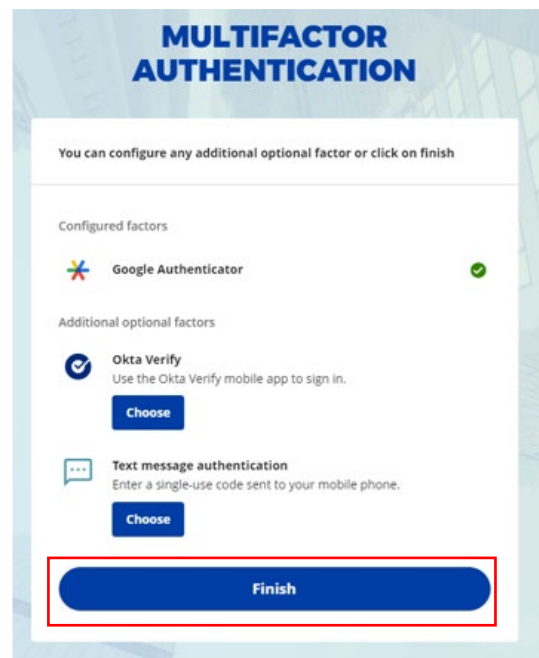 MULTIFACTOR
AUTHENTICATION
You can configure any additional optional factor or click on finish
Configured factors
Google Authenticator
Additional optional factors
Okta Verify
Use the Okta Verify mobile app to sign in.
Choose
Text message authentication
Enter a single-use code sent to your mobile phone.
Choose
Finish